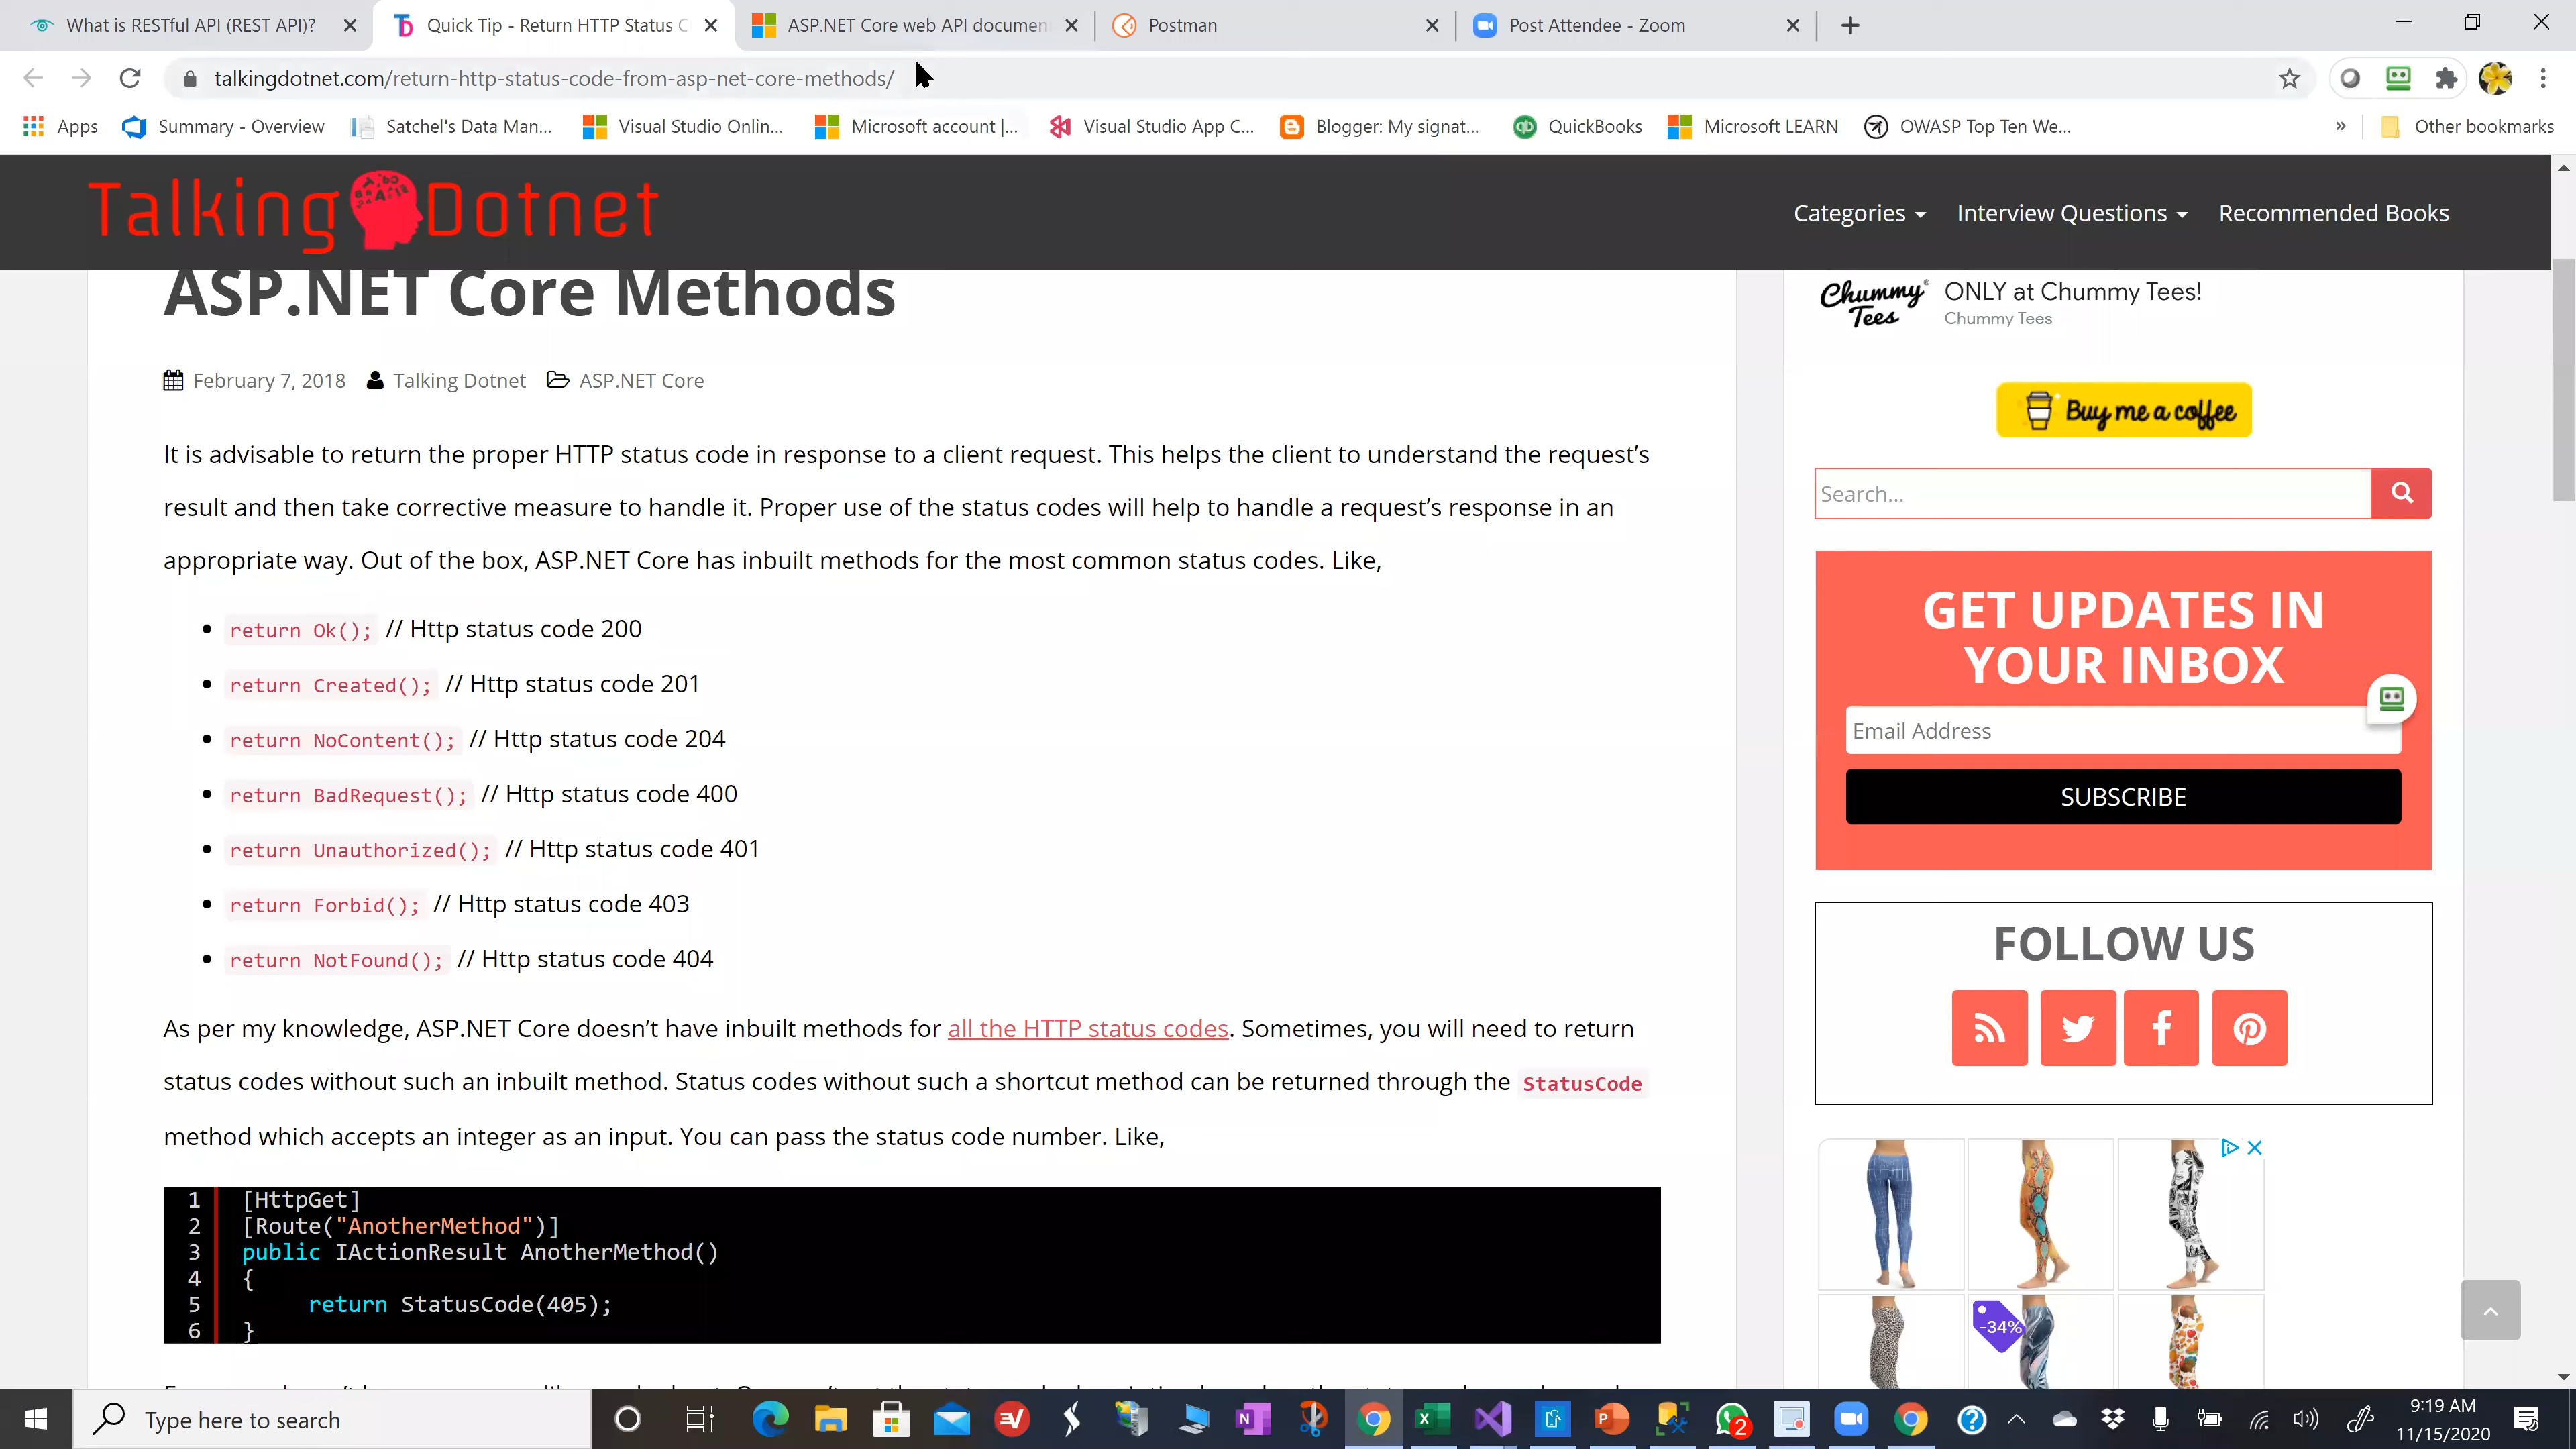 What is RESTful API (REST API)?
Quick Tip - Return HTTP Status C
ASP.NET Core web API documen
Postman
Post Attendee - Zoom
talkingdotnet.com/return-http-status-code-from-asp-net-core-methods/
Apps
Summary - Overview
Satchel's Data Man...
Visual Studio Onlin...
Microsoft account |...
Visual Studio App C...
Blogger: My signat...
QuickBooks
Microsoft LEARN
OWASP Top Ten We...
»
Other bookmarks
Talking Dotnet
Categories
Interview Questions
Recommended Books
ASP.NET Core Methods
February 7, 2018 Talking Dotnet ASP.NET Core
It is advisable to return the proper HTTP status code in response to a client request. This helps the client to understand the request’s
result and then take corrective measure to handle it. Proper use of the status codes will help to handle a request’s response in an
appropriate way. Out of the box, ASP.NET Core has inbuilt methods for the most common status codes. Like,
• return Ok(); // Http status code 200
• return Created(); // Http status code 201
• return NoContent(); // Http status code 204
• return BadRequest(); // Http status code 400
• return Unauthorized(); // Http status code 401
• return Forbid(); // Http status code 403
• return NotFound(); // Http status code 404
As per my knowledge, ASP.NET Core doesn’t have inbuilt methods for all the HTTP status codes. Sometimes, you will need to return
status codes without such an inbuilt method. Status codes without such a shortcut method can be returned through the StatusCode
method which accepts an integer as an input. You can pass the status code number. Like,
1 [HttpGet]
2 [Route("AnotherMethod")]
3 public IActionResult AnotherMethod()
4 {
5 return StatusCode(405);
6 }
Chummy Tees
ONLY at Chummy Tees!
Chummy Tees
Buy me a coffee
Search...
GET UPDATES IN
YOUR INBOX
Email Address
SUBSCRIBE
FOLLOW US
-34%
Type here to search
2
9:19 AM
11/15/2020